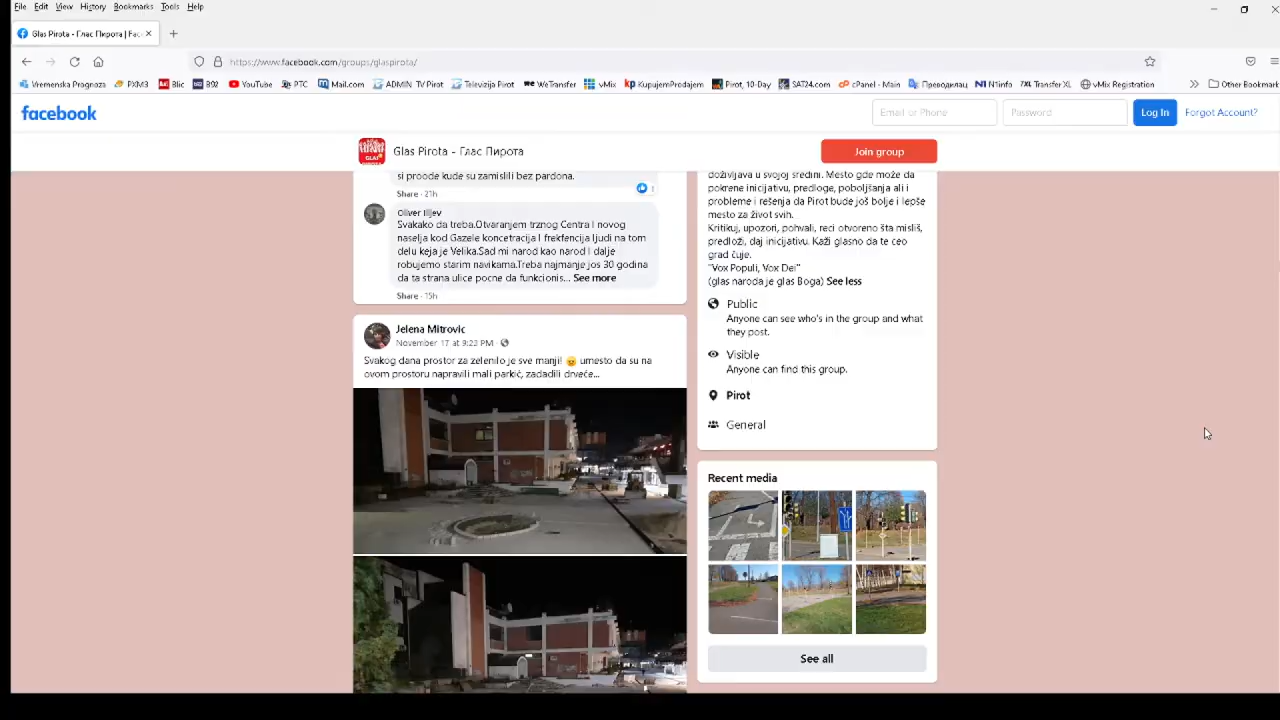 File Edit View History Bookmarks Tools Help
Glas Pirota - Глас Пирота | Fac
https://www.facebook.com/groups/glaspirota/
Vremenska Prognoza PXM3 Blic B92 YouTube PTC Mail.com ADMIN TV Pirot Televizija Pirot WeTransfer vMix KupujemProdajem Pirot, 10-Day SAT24.com cPanel - Main Преводилац N1info Transfer XL vMix Registration Other Bookmark
facebook
Email or Phone
Password
Log In
Forgot Account?
Glas Pirota - Глас Пирота
Join group
si proode kude su zamislili bez pardona.
Share · 21h
Oliver Ilijev
Svakako da treba.Otvaranjem trznog Centra I novog
naselja kod Gazele koncetracija I frekfencija ljudi na tom
delu keja je Velika.Sad mi narod kao narod I dalje
robujemo starim navikama.Treba najmanje jos 30 godina
da ta strana ulice pocne da funkcionis... See more
Share · 15h
Jelena Mitrovic
November 17 at 9:23 PM ·
Svakog dana prostor za zelenilo je sve manji! umesto da su na
ovom prostoru napravili mali parkić, zadadili drveće...
doživljava u svojoj sredini. Mesto gde može da
pokrene inicijativu, predloge, poboljšanja ali i
probleme i rešenja da Pirot bude još bolje i lepše
mesto za život svih.
Kritikuj, upozori, pohvali, reci otvoreno šta misliš,
predloži, daj inicijativu. Kaži glasno da te ceo
grad čuje.
"Vox Populi, Vox Dei"
(glas naroda je glas Boga) See less
Public
Anyone can see who's in the group and what
they post.
Visible
Anyone can find this group.
Pirot
General
Recent media
See all